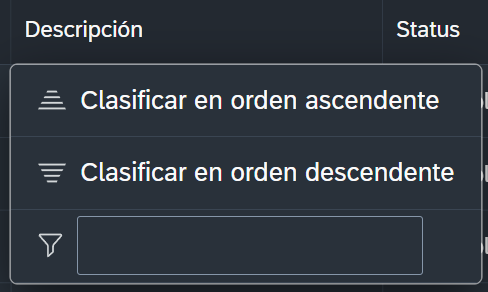 Descripción Status
Clasificar en orden ascendente
Clasificar en orden descendente